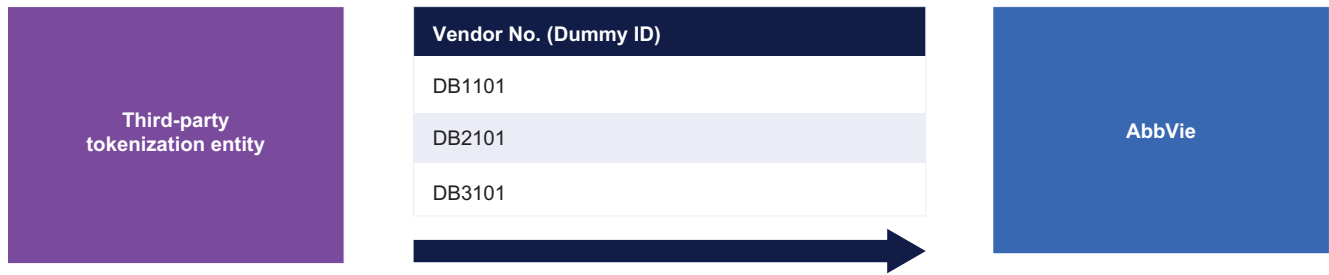 Third-party
tokenization entity
Vendor No. (Dummy ID)
DB1101
DB2101
DB3101
AbbVie